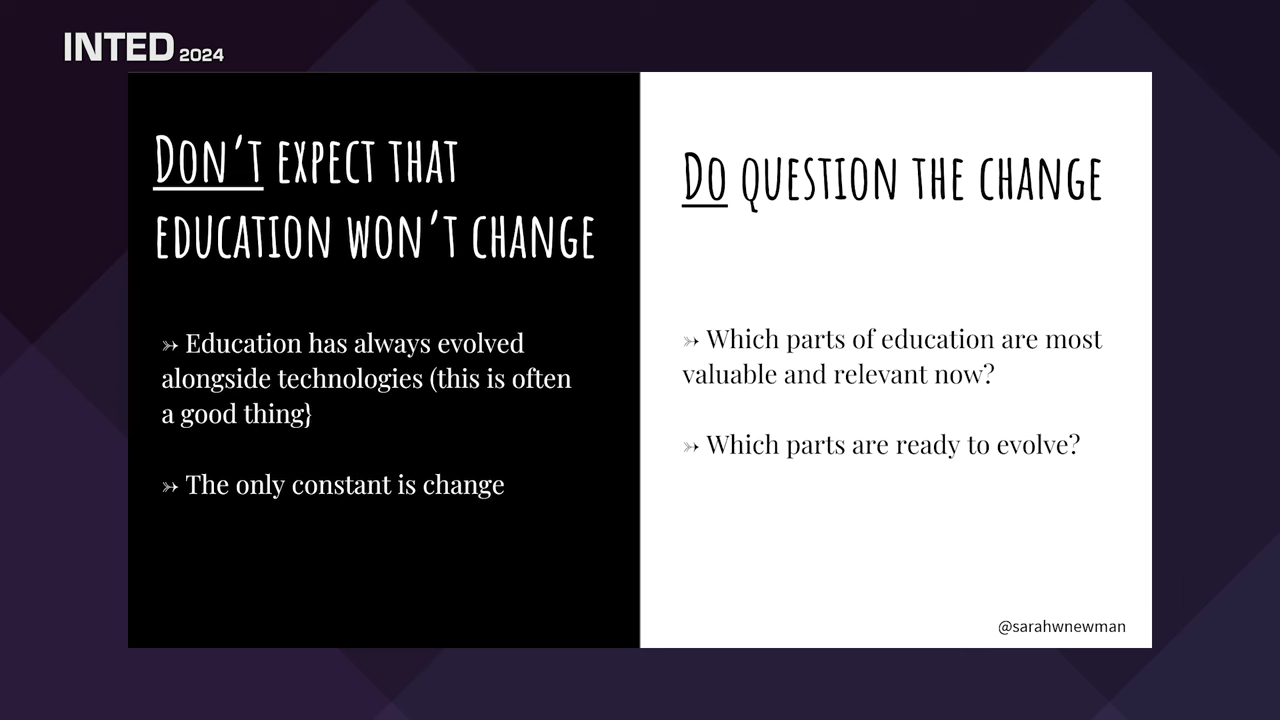 INTED 2024
Don't expect that
education won't change
➳ Education has always evolved
alongside technologies (this is often
a good thing}
➳ The only constant is change
Do question the change
➳ Which parts of education are most
valuable and relevant now?
➳ Which parts are ready to evolve?
@sarahwnewman